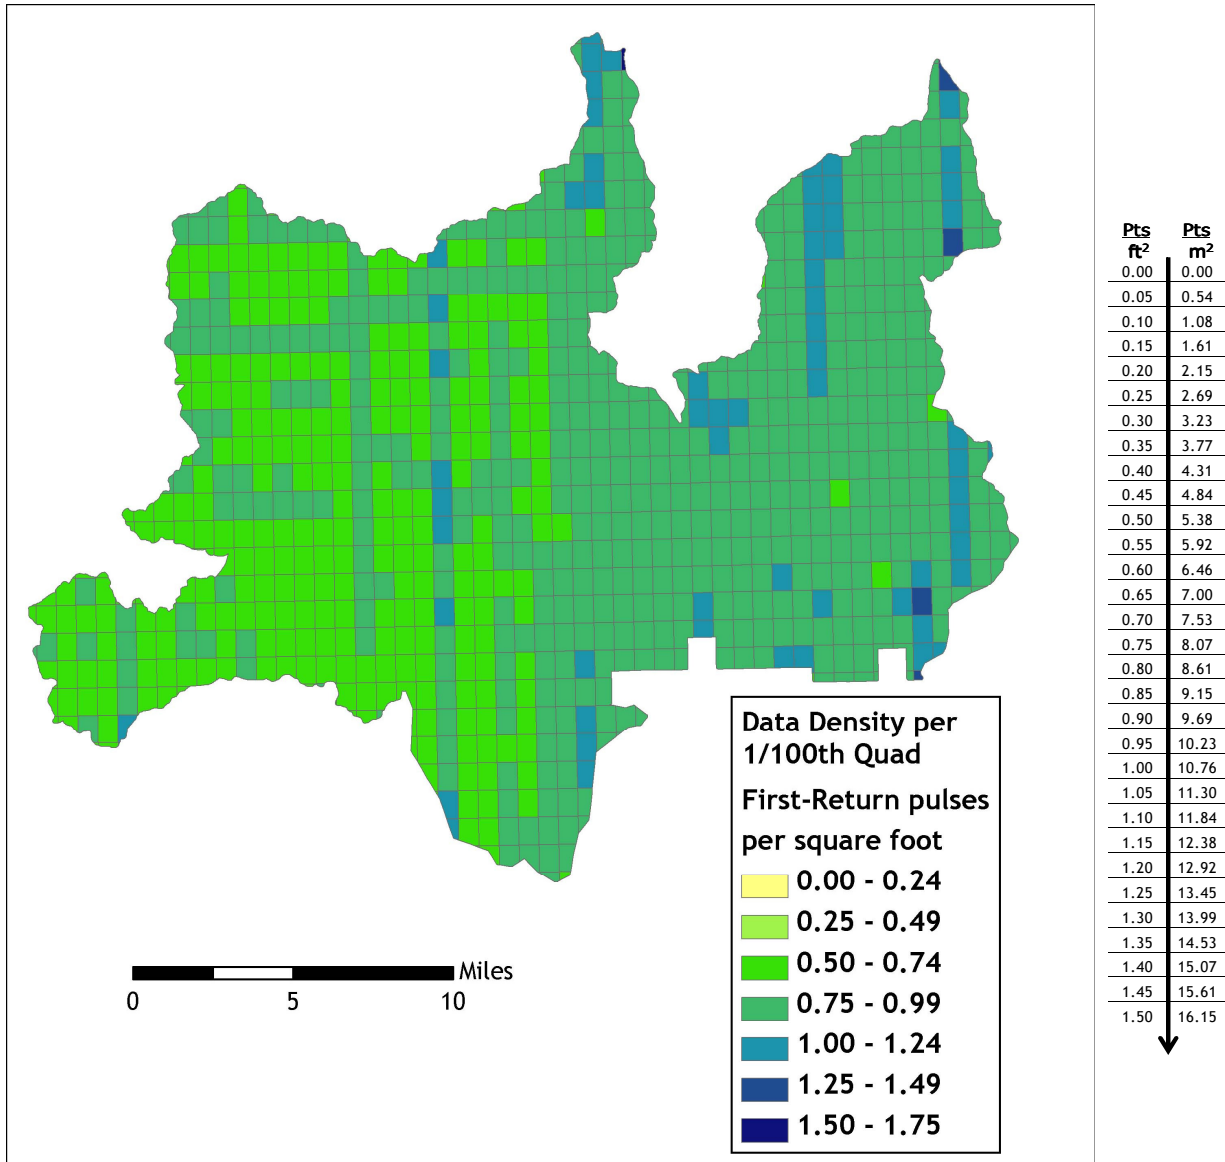 Data Density per
1/100th Quad
First-Return pulses
per square foot
0.00 - 0.24
0.25 - 0.49
0.50 - 0.74
0.75 - 0.99
1.00 - 1.24
1.25 - 1.49
1.50 - 1.75
Miles
0 5 10
Pts Pts
ft² m²
0.00 0.00
0.05 0.54
0.10 1.08
0.15 1.61
0.20 2.15
0.25 2.69
0.30 3.23
0.35 3.77
0.40 4.31
0.45 4.84
0.50 5.38
0.55 5.92
0.60 6.46
0.65 7.00
0.70 7.53
0.75 8.07
0.80 8.61
0.85 9.15
0.90 9.69
0.95 10.23
1.00 10.76
1.05 11.30
1.10 11.84
1.15 12.38
1.20 12.92
1.25 13.45
1.30 13.99
1.35 14.53
1.40 15.07
1.45 15.61
1.50 16.15